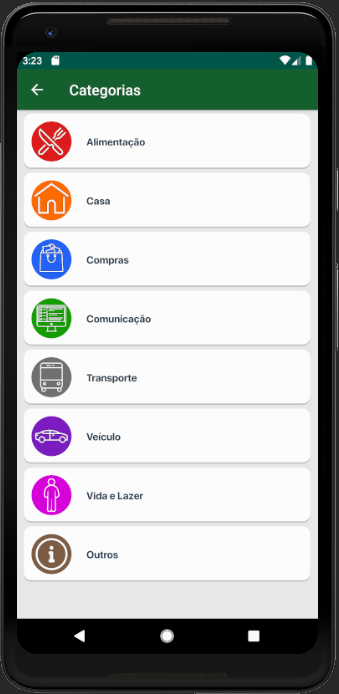 3:23
Categorias
Alimentação
Casa
Compras
Comunicação
Transporte
Veículo
Vida e Lazer
Outros